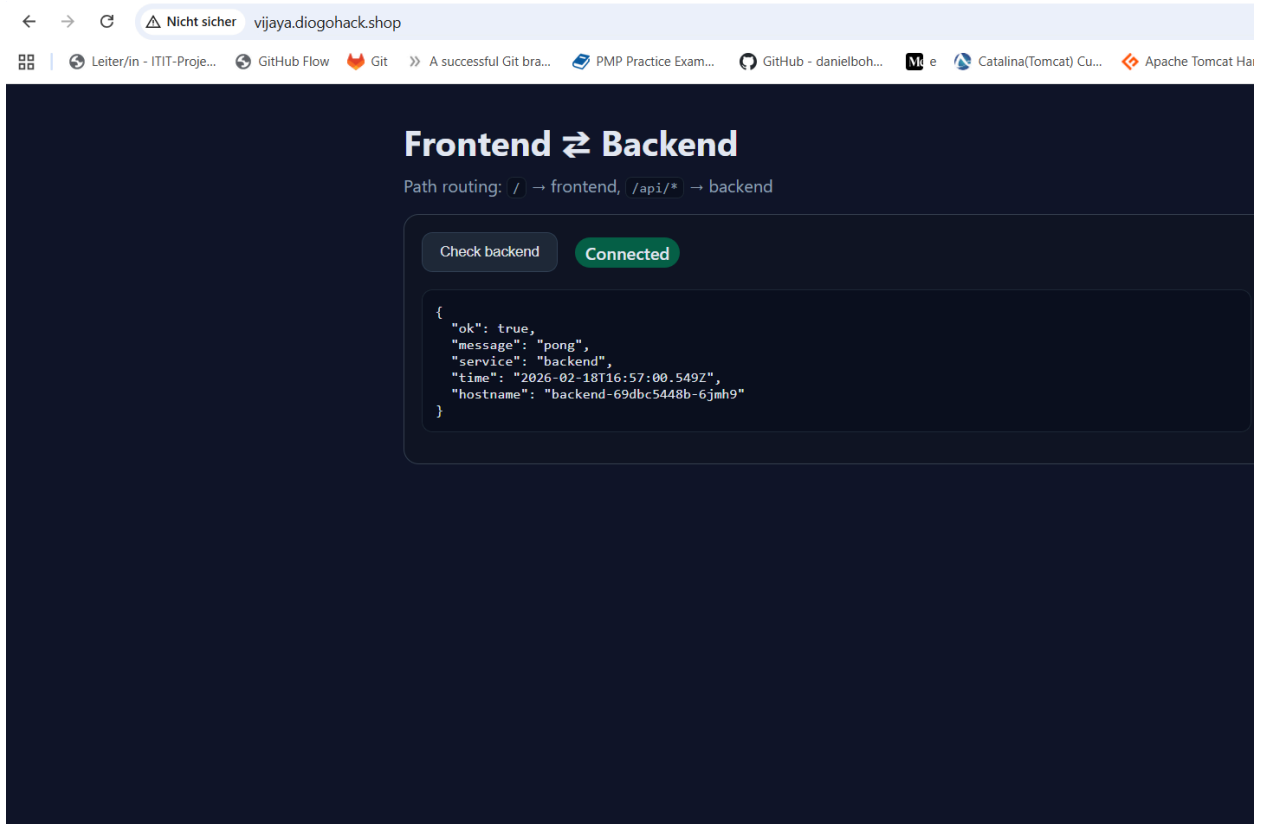 Nicht sicher vijaya.diogohack.shop
Leiter/in - ITIT-Proje... GitHub Flow Git A successful Git bra... PMP Practice Exam... GitHub - danielboh... e Catalina(Tomcat) Cu... Apache Tomcat Har
Frontend ⇄ Backend
Path routing: / → frontend, /api/* → backend
Check backend Connected
{
"ok": true,
"message": "pong",
"service": "backend",
"time": "2026-02-18T16:57:00.549Z",
"hostname": "backend-69dbc5448b-6jmh9"
}